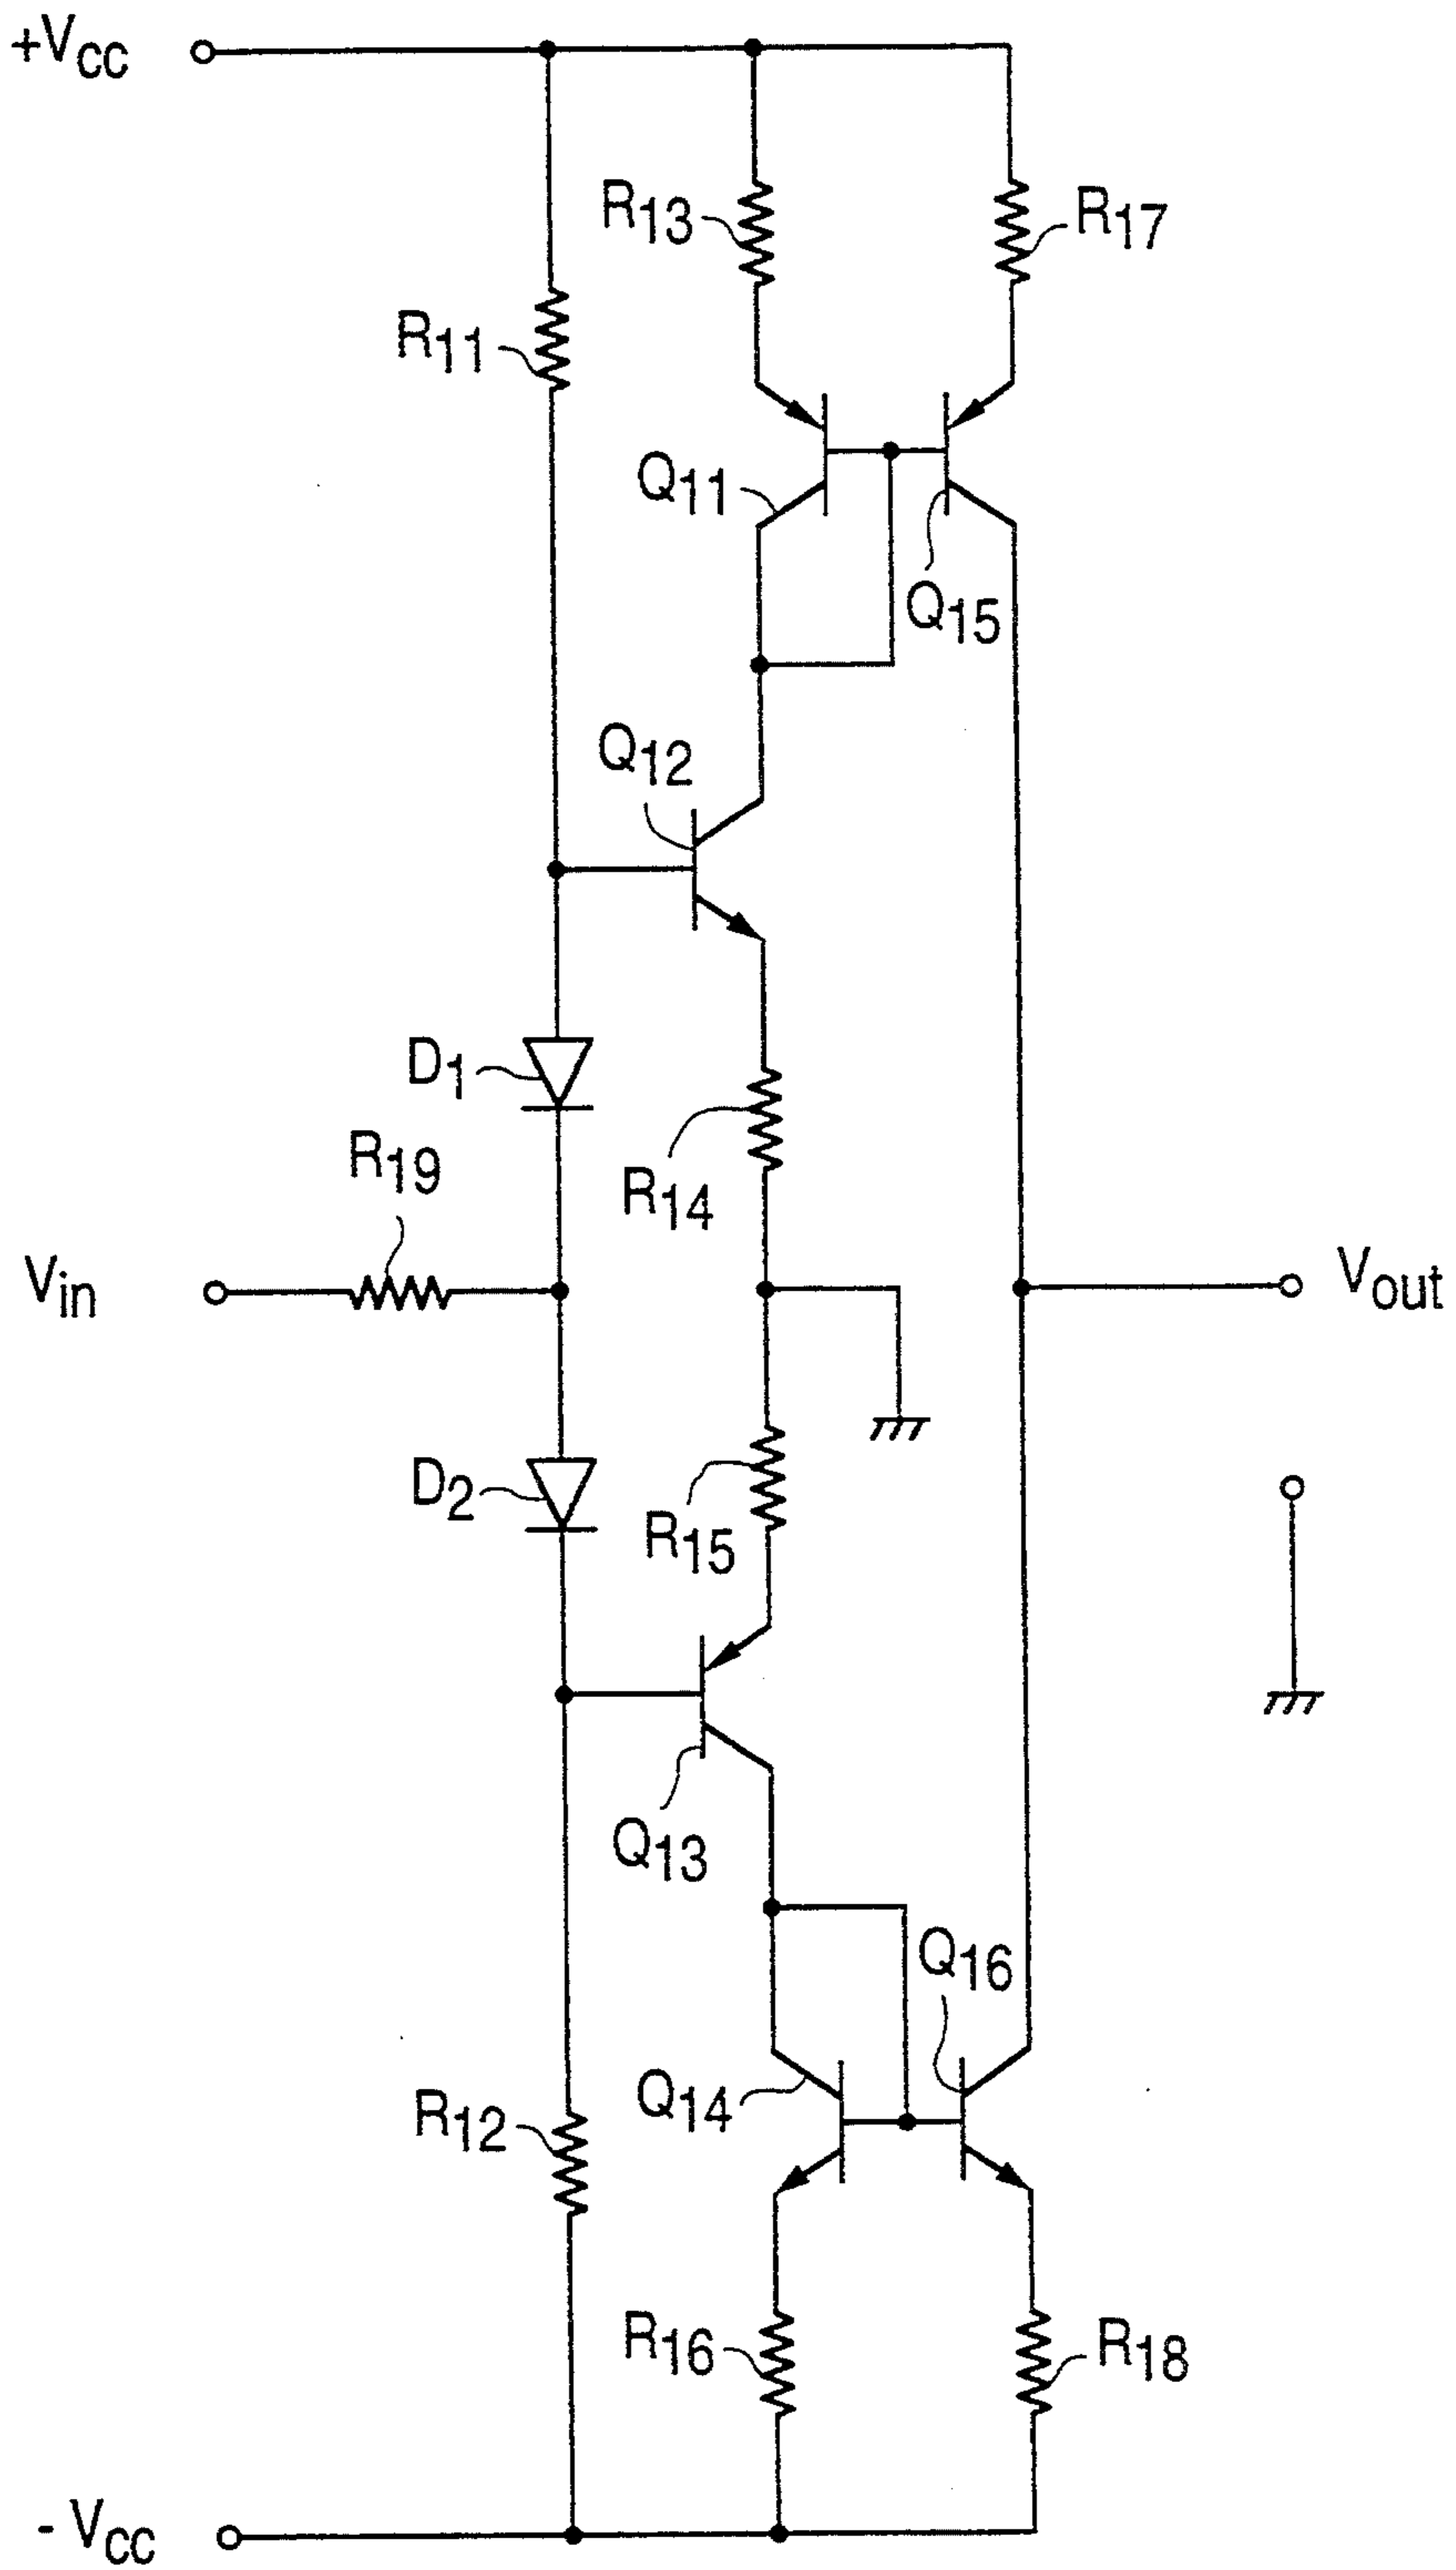 +Vcc
R13
R17
R11
Q11
Q15
Q12
D1
R19
R14
Vin
Vout
D2
R15
Q13
Q16
Q14
R12
R16
R18
- Vcc